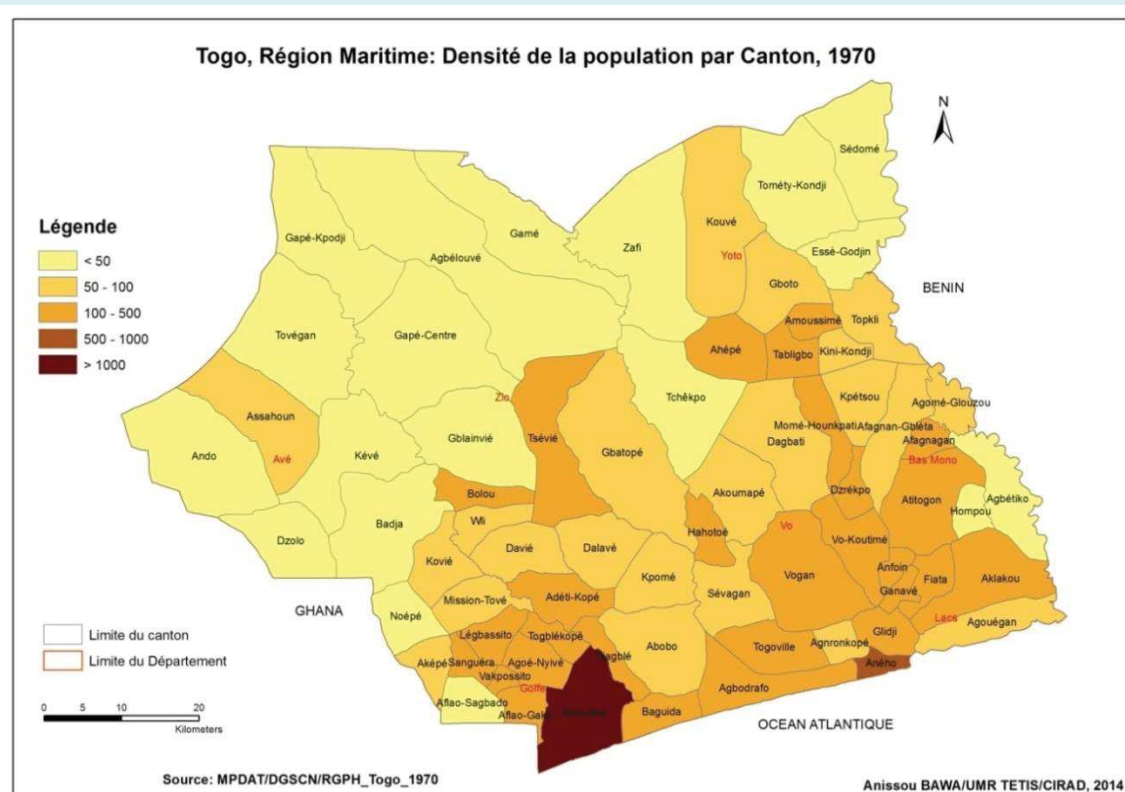 Togo, Région Maritime: Densité de la population par Canton, 1970
N
Sédomé
Tométy-Kondji
Kouvé
Gamé
Gapé-Kpodji
Zafi
Agbélouvé
Essè-Godjin
Yoto
Légende
< 50
50 - 100
100 - 500
500 - 1000
> 1000
Gboto
BENIN
Amoussimé
Topkli
Tovégan
Gapé-Centre
Ahépé
Tabligbo
Kini-Kondji
Tchêkpo
Zio
Kpétsou
Agomé-Glouzou
Assahoun
Momé-Hounkpati
Afagnan-Gbléta
Gblainvié
Tsévié
Dagbati
Afagnagan
Gbatopé
Ando
Avé
Kévé
Bas Mono
Dzrékpo
Akoumapé
Bolou
Atitogon
Agbétiko
Hompou
Wli
Badja
Vo
Hahotoé
Vo-Koutimé
Dzolo
Kovié
Davié
Dalavé
Anfoin
Kpomé
Vogan
Fiata
Aklakou
Ganavé
Sévagan
Mission-Tové
Adéti-Kopé
GHANA
Noépé
Lacs
Agouégan
Légbassito
Togblékopé
Glidji
Limite du canton
Togoville
Agnronkopé
Abobo
Aképé
Sanguéra
Agoé-Nyivé
Limite du Département
Vakpossito
Aného
Golfe
Agbodrafo
Aflao-Sagbado
Baguida
0 5 10 20
Kilometers
OCEAN ATLANTIQUE
Source: MPDAT/DGSCN/RGPH_Togo_1970
Anissou BAWA/UMR TETIS/CIRAD, 2014